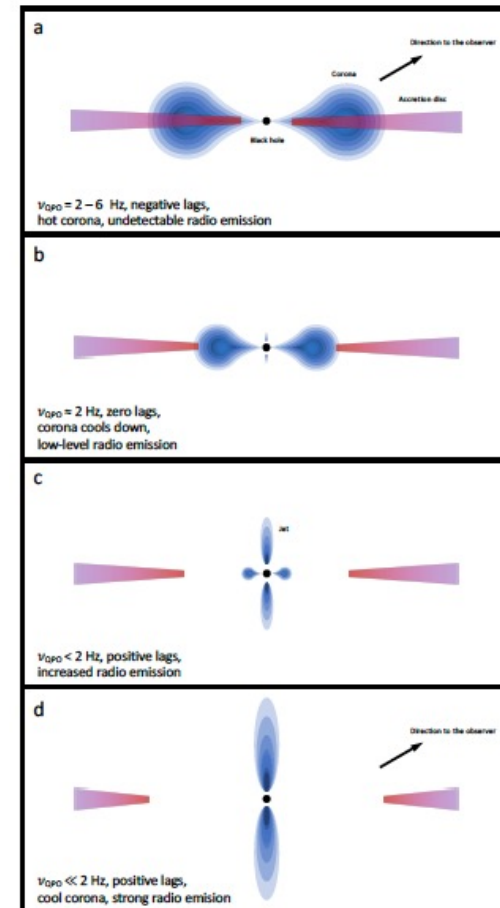 a
Direction to the observer
Corona
Accretion disc
Black hole
νQPO = 2 – 6 Hz, negative lags,
hot corona, undetectable radio emission
b
νQPO ≈ 2 Hz, zero lags,
corona cools down,
low-level radio emission
c
Jet
νQPO < 2 Hz, positive lags,
increased radio emission
d
Direction to the observer
νQPO ≪ 2 Hz, positive lags,
cool corona, strong radio emision